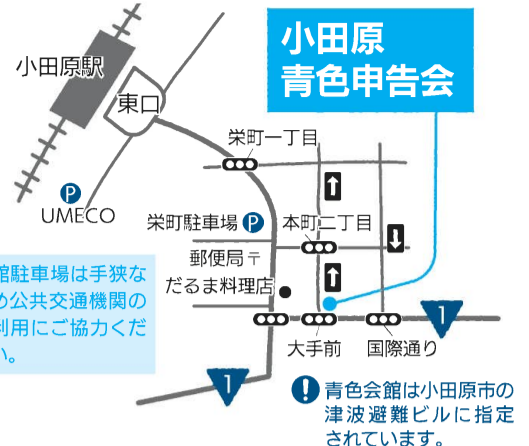 小田原
青色申告会
小田原駅
東口
栄町一丁目
P
UMECO
栄町駐車場 P
本町二丁目
郵便局〒
だるま料理店
館駐車場は手狭な
め公共交通機関の
利用にご協力くだ
い。
大手前
国際通り
1
1
! 青色会館は小田原市の
津波避難ビルに指定
されています。